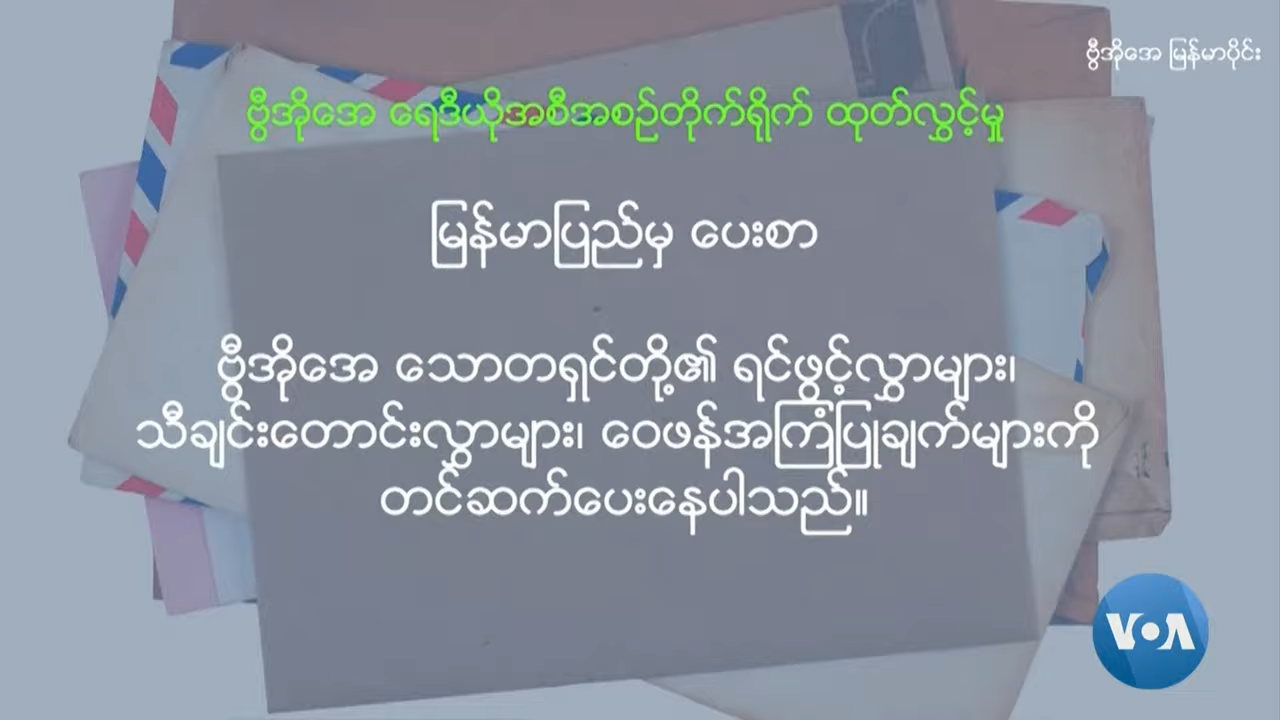 ဗွီအိုအေ မြန်မာပိုင်း
ဗွီအိုအေ ရေဒီယိုအစီအစဉ်တိုက်ရိုက် ထုတ်လွှင့်မှု
မြန်မာပြည်မှ ပေးစာ
ဗွီအိုအေ သောတရှင်တို့၏ ရင်ဖွင့်လွှာများ၊
သီချင်းတောင်းလွှာများ၊ ဝေဖန်အကြံပြုချက်များကို
တင်ဆက်ပေးနေပါသည်။
VOA